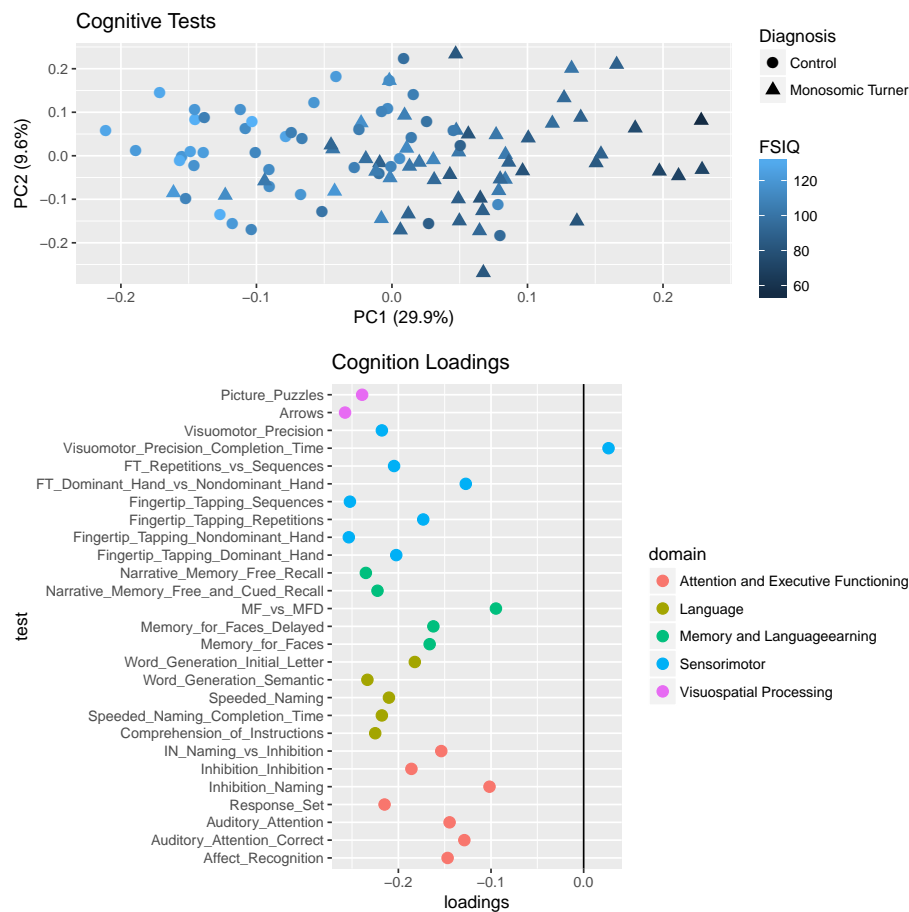 Cognitive Tests
0.2
0.1
0.0
−0.1
−0.2
PC2 (9.6%)
−0.2
−0.1
0.0
0.1
0.2
PC1 (29.9%)
Diagnosis
Control
Monosomic Turner
FSIQ
120
90
60
Cognition Loadings
Picture_Puzzles
Arrows
Visuomotor_Precision
Visuomotor_Precision_Completion_Time
FT_Repetitions_vs_Sequences
FT_Dominant_Hand_vs_Nondominant_Hand
Fingertip_Tapping_Sequences
Fingertip_Tapping_Repetitions
Fingertip_Tapping_Nondominant_Hand
Fingertip_Tapping_Dominant_Hand
Narrative_Memory_Free_Recall
Narrative_Memory_Free_and_Cued_Recall
MF_vs_MFD
Memory_for_Faces_Delayed
Memory_for_Faces
Word_Generation_Initial_Letter
Word_Generation_Semantic
Speeded_Naming
Speeded_Naming_Completion_Time
Comprehension_of_Instructions
IN_Naming_vs_Inhibition
Inhibition_Inhibition
Inhibition_Naming
Response_Set
Auditory_Attention
Auditory_Attention_Correct
Affect_Recognition
test
−0.2
−0.1
0.0
loadings
domain
Attention and Executive Functioning
Language
Memory and Languageearning
Sensorimotor
Visuospatial Processing